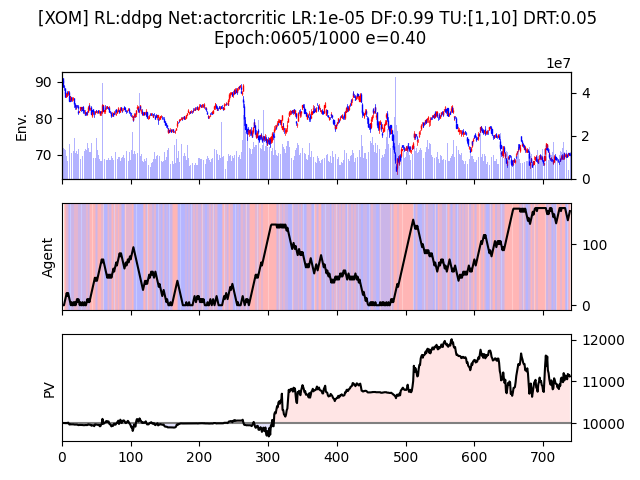 [XOM] RL:ddpg Net:actorcritic LR:1e-05 DF:0.99 TU:[1,10] DRT:0.05
Epoch:0605/1000 e=0.40
1e7
90
80
70
Env.
4
2
0
Agent
100
0
PV
12000
11000
10000
0 100 200 300 400 500 600 700